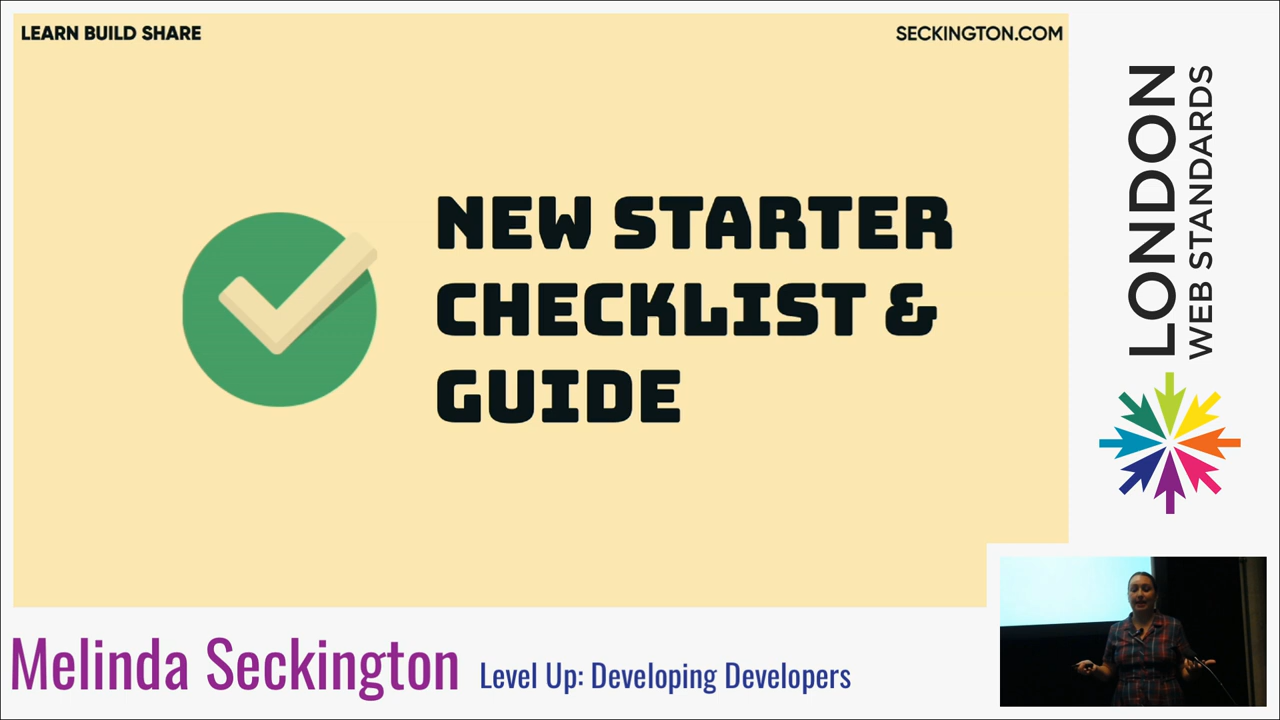 LEARN BUILD SHARE
SECKINGTON.COM
NEW STARTER
CHECKLIST &
GUIDE
LONDON
WEB STANDARDS
Melinda Seckington
Level Up: Developing Developers